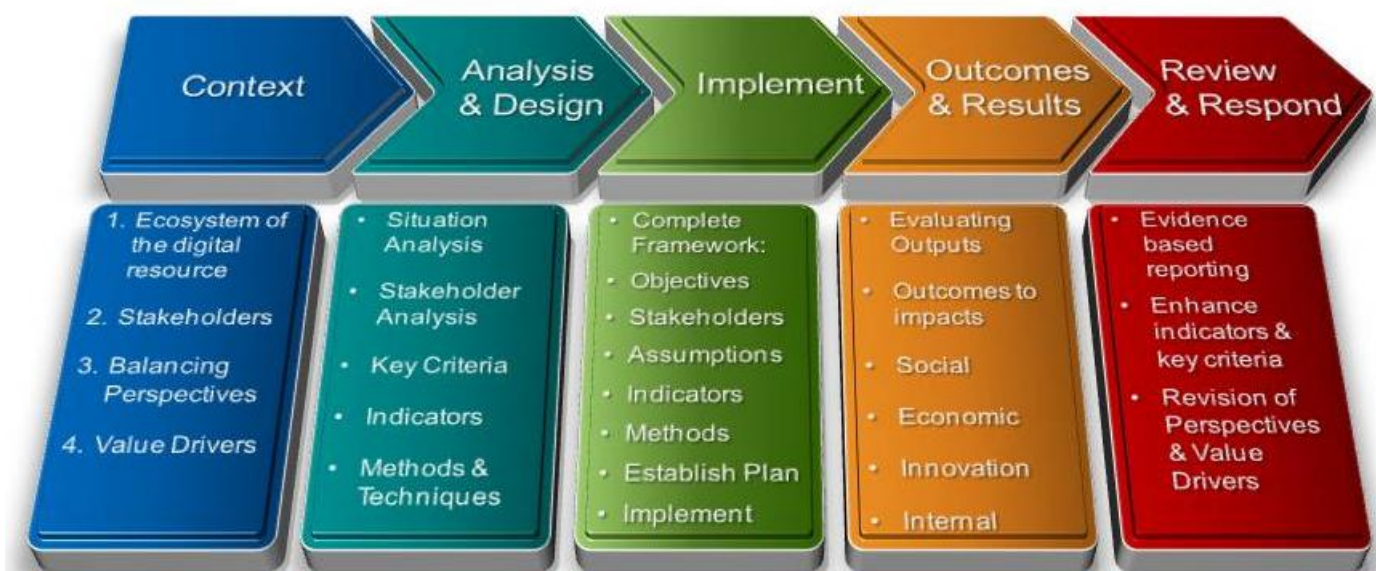 Context
Analysis
& Design
Implement
Outcomes
& Results
Review
& Respond
1. Ecosystem of
the digital
resource
2. Stakeholders
3. Balancing
Perspectives
4. Value Drivers
• Situation
Analysis
• Stakeholder
Analysis
• Key Criteria
• Indicators
• Methods &
Techniques
• Complete
Framework:
• Objectives
• Stakeholders
• Assumptions
• Indicators
• Methods
• Establish Plan
• Implement
• Evaluating
Outputs
• Outcomes to
impacts
• Social
• Economic
• Innovation
• Internal
• Evidence
based
reporting
• Enhance
indicators &
key criteria
• Revision of
Perspectives
& Value
Drivers